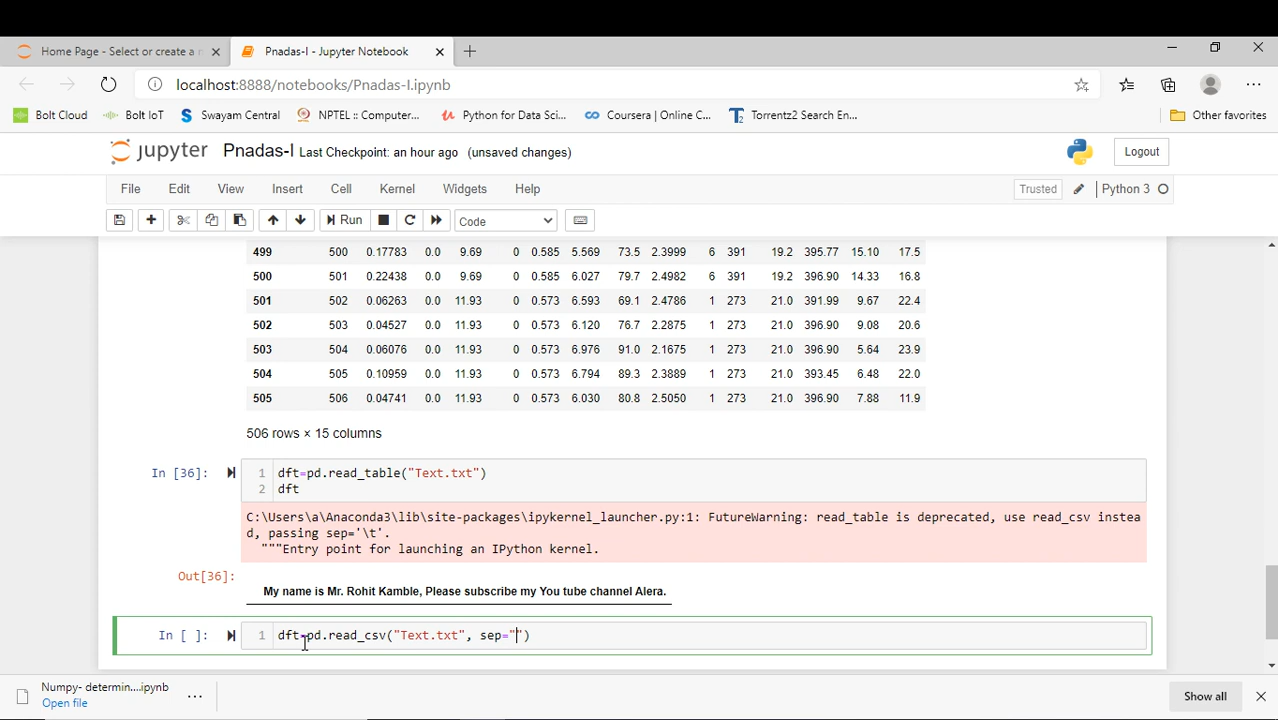 Home Page - Select or create a n
Pnadas-I - Jupyter Notebook
localhost:8888/notebooks/Pnadas-I.ipynb
Bolt Cloud Bolt IoT Swayam Central NPTEL :: Computer... Python for Data Sci... Coursera | Online C... Torrentz2 Search En... Other favorites
jupyter Pnadas-I Last Checkpoint: an hour ago (unsaved changes) Logout
File Edit View Insert Cell Kernel Widgets Help Trusted Python 3
Run Code
499 500 0.17783 0.0 9.69 0 0.585 5.569 73.5 2.3999 6 391 19.2 395.77 15.10 17.5
500 501 0.22438 0.0 9.69 0 0.585 6.027 79.7 2.4982 6 391 19.2 396.90 14.33 16.8
501 502 0.06263 0.0 11.93 0 0.573 6.593 69.1 2.4786 1 273 21.0 391.99 9.67 22.4
502 503 0.04527 0.0 11.93 0 0.573 6.120 76.7 2.2875 1 273 21.0 396.90 9.08 20.6
503 504 0.06076 0.0 11.93 0 0.573 6.976 91.0 2.1675 1 273 21.0 396.90 5.64 23.9
504 505 0.10959 0.0 11.93 0 0.573 6.794 89.3 2.3889 1 273 21.0 393.45 6.48 22.0
505 506 0.04741 0.0 11.93 0 0.573 6.030 80.8 2.5050 1 273 21.0 396.90 7.88 11.9
506 rows × 15 columns
In [36]: 1 dft=pd.read_table("Text.txt")
2 dft
C:\Users\a\Anaconda3\lib\site-packages\ipykernel_launcher.py:1: FutureWarning: read_table is deprecated, use read_csv instea
d, passing sep='\t'.
"""Entry point for launching an IPython kernel.
Out[36]:
My name is Mr. Rohit Kamble, Please subscribe my You tube channel Alera.
In [ ]: 1 dft=pd.read_csv("Text.txt", sep="")
Numpy- determin....ipynb
Open file
Show all